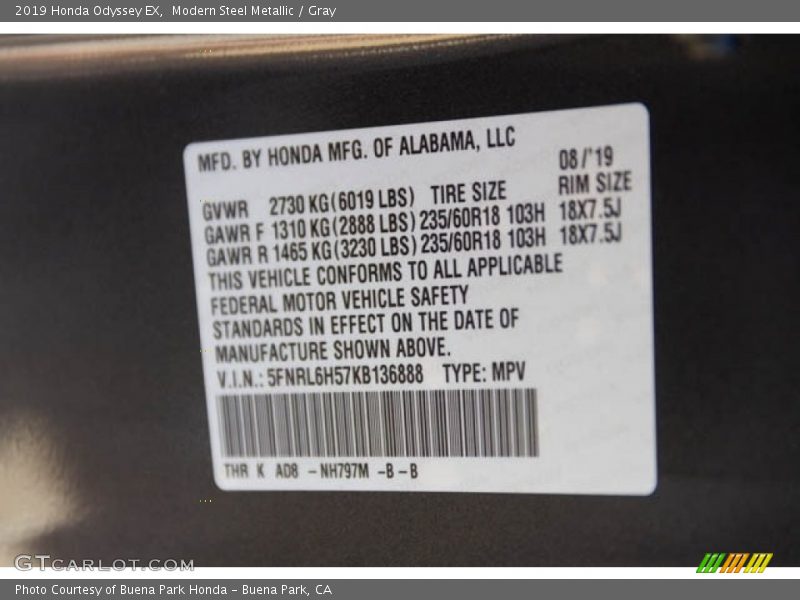 2019 Honda Odyssey EX, Modern Steel Metallic / Gray
MFD. BY HONDA MFG. OF ALABAMA, LLC 08/'19
GVWR 2730 KG(6019 LBS) TIRE SIZE RIM SIZE
GAWR F 1310 KG(2888 LBS) 235/60R18 103H 18X7.5J
GAWR R 1465 KG(3230 LBS) 235/60R18 103H 18X7.5J
THIS VEHICLE CONFORMS TO ALL APPLICABLE
FEDERAL MOTOR VEHICLE SAFETY
STANDARDS IN EFFECT ON THE DATE OF
MANUFACTURE SHOWN ABOVE.
V.I.N.: 5FNRL6H57KB136888 TYPE: MPV
THR K AD8 -NH797M -B-B
GTCARLOT.COM
Photo Courtesy of Buena Park Honda - Buena Park, CA